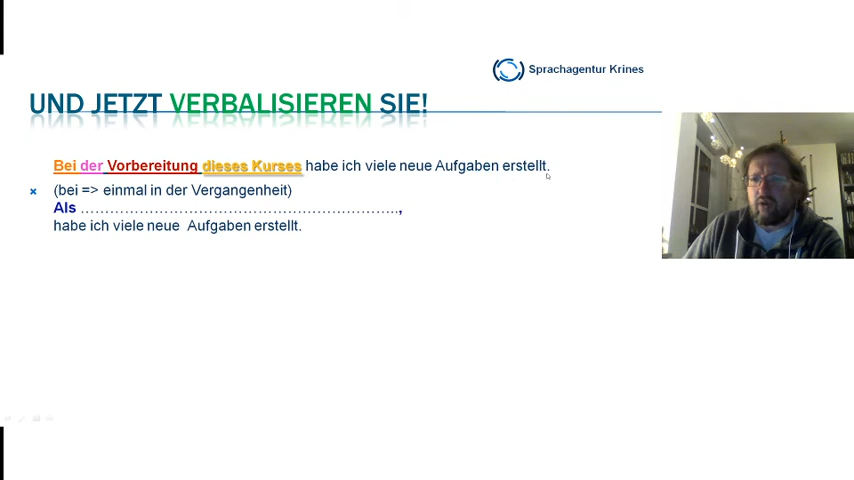 Sprachagentur Krines
UND JETZT VERBALISIEREN SIE!
Bei der Vorbereitung dieses Kurses habe ich viele neue Aufgaben erstellt.
(bei => einmal in der Vergangenheit)
Als ……………………………………………………….,
habe ich viele neue Aufgaben erstellt.